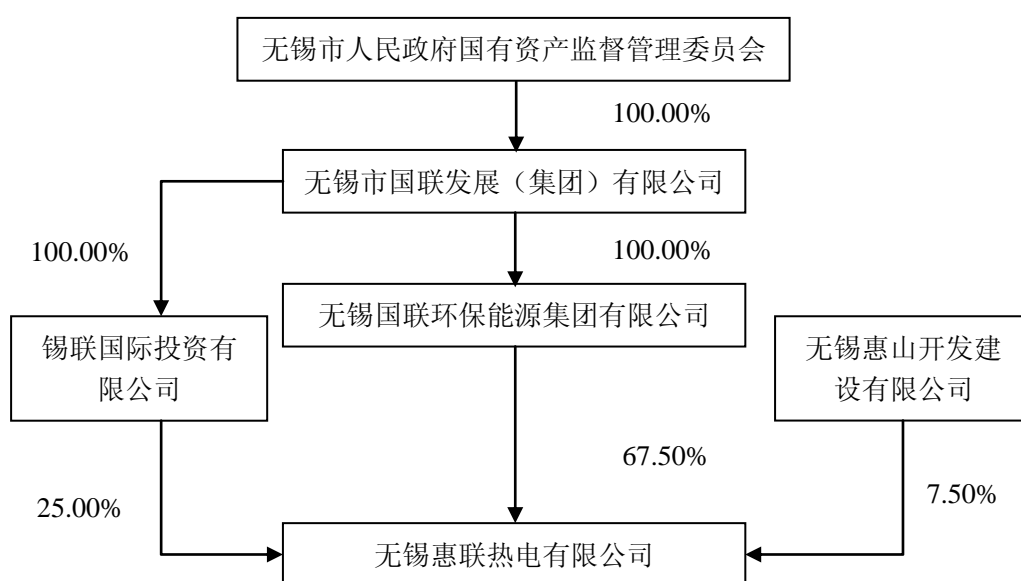 无锡市人民政府国有资产监督管理委员会
100.00%
无锡市国联发展（集团）有限公司
100.00%
100.00%
无锡国联环保能源集团有限公司
锡联国际投资有
限公司
无锡惠山开发建
设有限公司
67.50%
25.00%
7.50%
无锡惠联热电有限公司